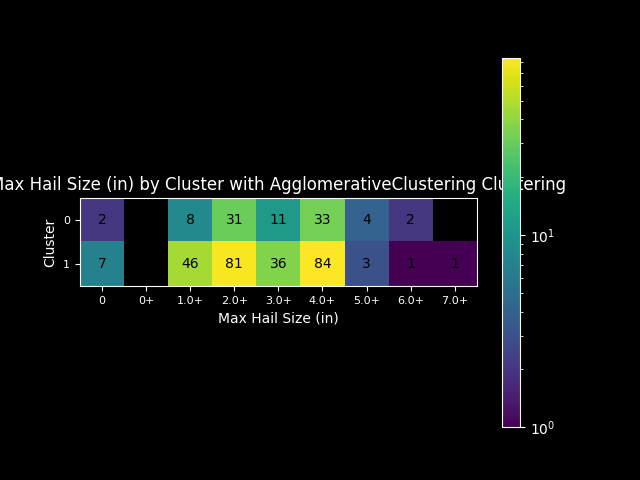 Max Hail Size (in) by Cluster with AgglomerativeClustering Clustering
Cluster
0 2 8 31 11 33 4 2
1 7 46 81 36 84 3 1 1
0 0+ 1.0+ 2.0+ 3.0+ 4.0+ 5.0+ 6.0+ 7.0+
Max Hail Size (in)
10¹
10⁰